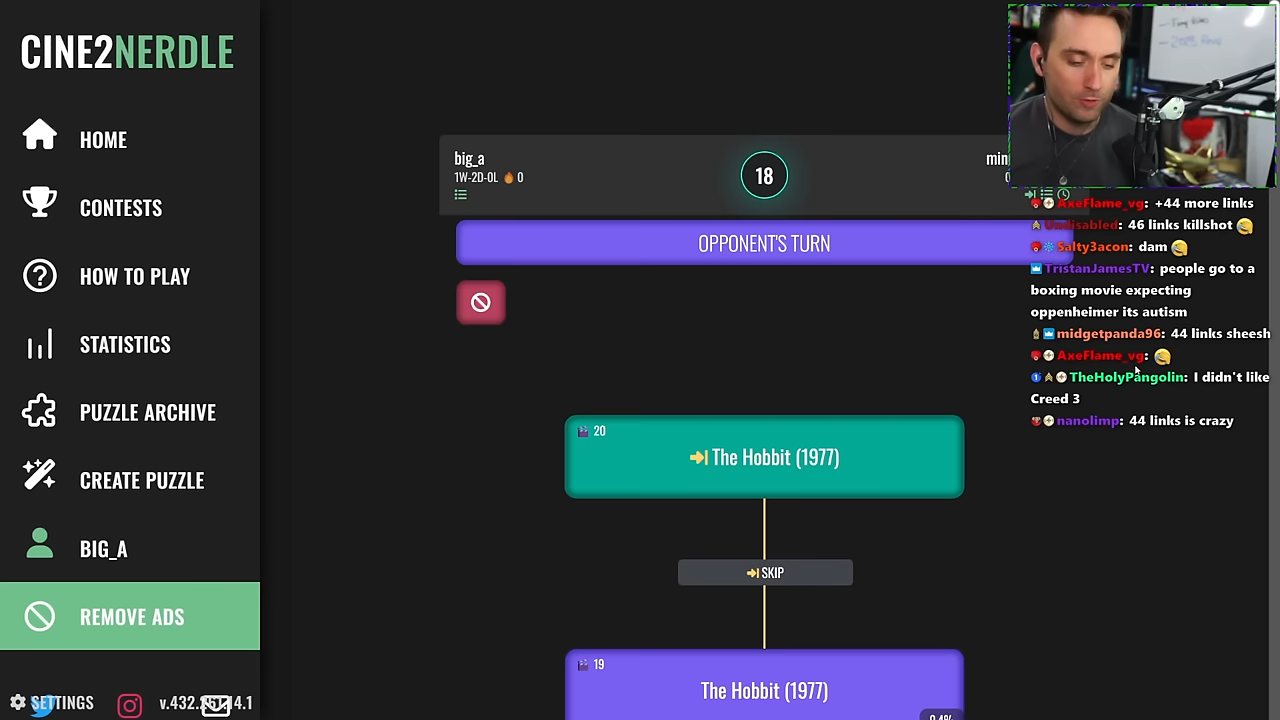 CINE2NERDLE
HOME
CONTESTS
HOW TO PLAY
STATISTICS
PUZZLE ARCHIVE
CREATE PUZZLE
BIG_A
REMOVE ADS
SETTINGS
big_a
1W-2D-0L 0
18
min
OPPONENT'S TURN
20
The Hobbit (1977)
SKIP
19
The Hobbit (1977)
AxeFlame_vg: +44 more links
Undisabled: 46 links killshot
Salty3acon: dam
TristanJamesTV: people go to a
boxing movie expecting
oppenheimer its autism
midgetpanda96: 44 links sheesh
AxeFlame_vg:
TheHolyPangolin: I didn't like
Creed 3
nanolimp: 44 links is crazy